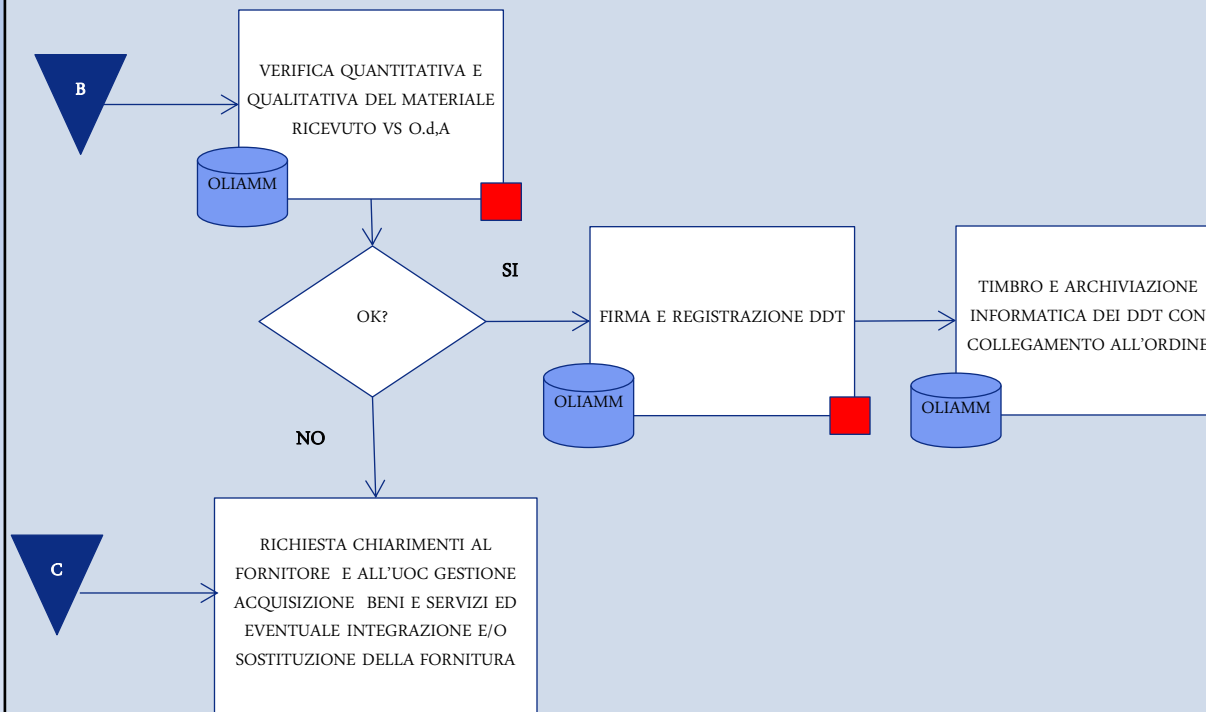 B
VERIFICA QUANTITATIVA E
QUALITATIVA DEL MATERIALE
RICEVUTO VS O.d,A
OLIAMM
OK?
SI
FIRMA E REGISTRAZIONE DDT
OLIAMM
TIMBRO E ARCHIVIAZIONE
INFORMATICA DEI DDT CON
COLLEGAMENTO ALL'ORDINE
OLIAMM
NO
C
RICHIESTA CHIARIMENTI AL
FORNITORE E ALL'UOC GESTIONE
ACQUISIZIONE BENI E SERVIZI ED
EVENTUALE INTEGRAZIONE E/O
SOSTITUZIONE DELLA FORNITURA